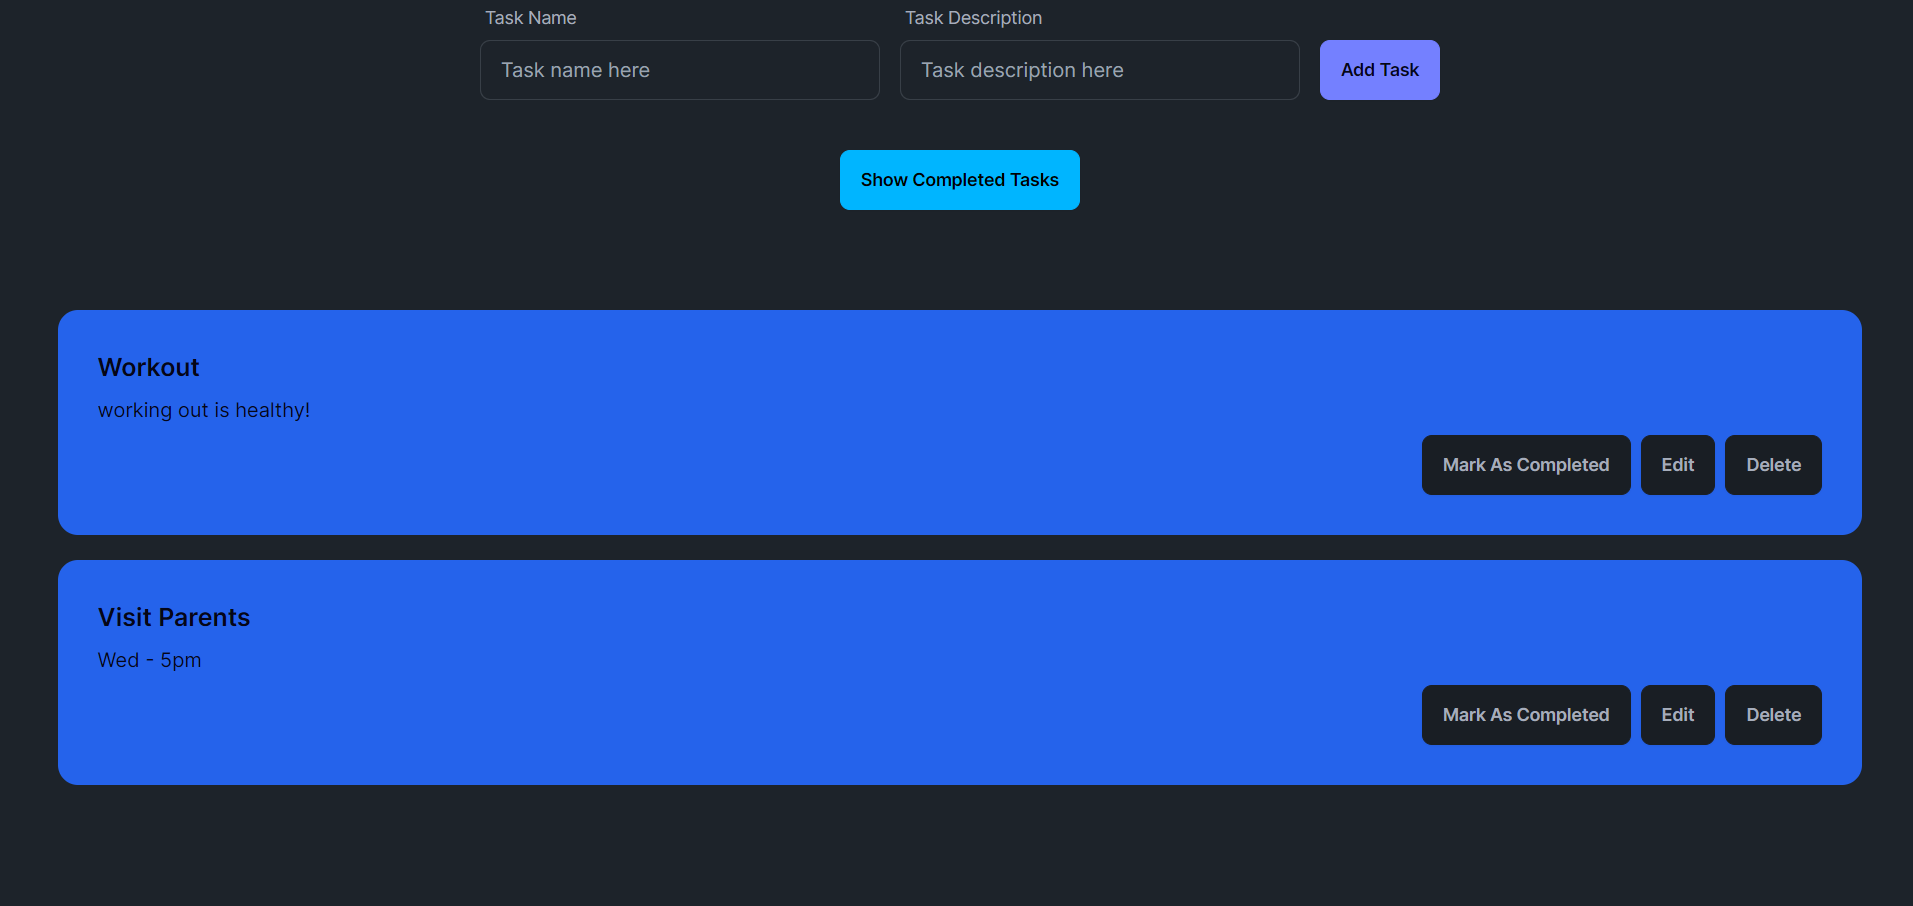 Task Name
Task Description
Task name here
Task description here
Add Task
Show Completed Tasks
Workout
working out is healthy!
Mark As Completed
Edit
Delete
Visit Parents
Wed - 5pm
Mark As Completed
Edit
Delete